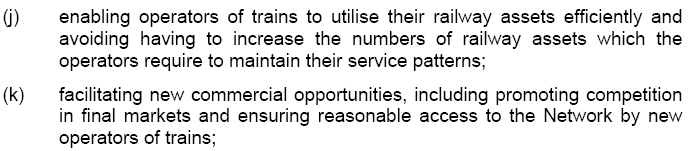 (j) enabling operators of trains to utilise their railway assets efficiently and
avoiding having to increase the numbers of railway assets which the
operators require to maintain their service patterns;
(k) facilitating new commercial opportunities, including promoting competition
in final markets and ensuring reasonable access to the Network by new
operators of trains;